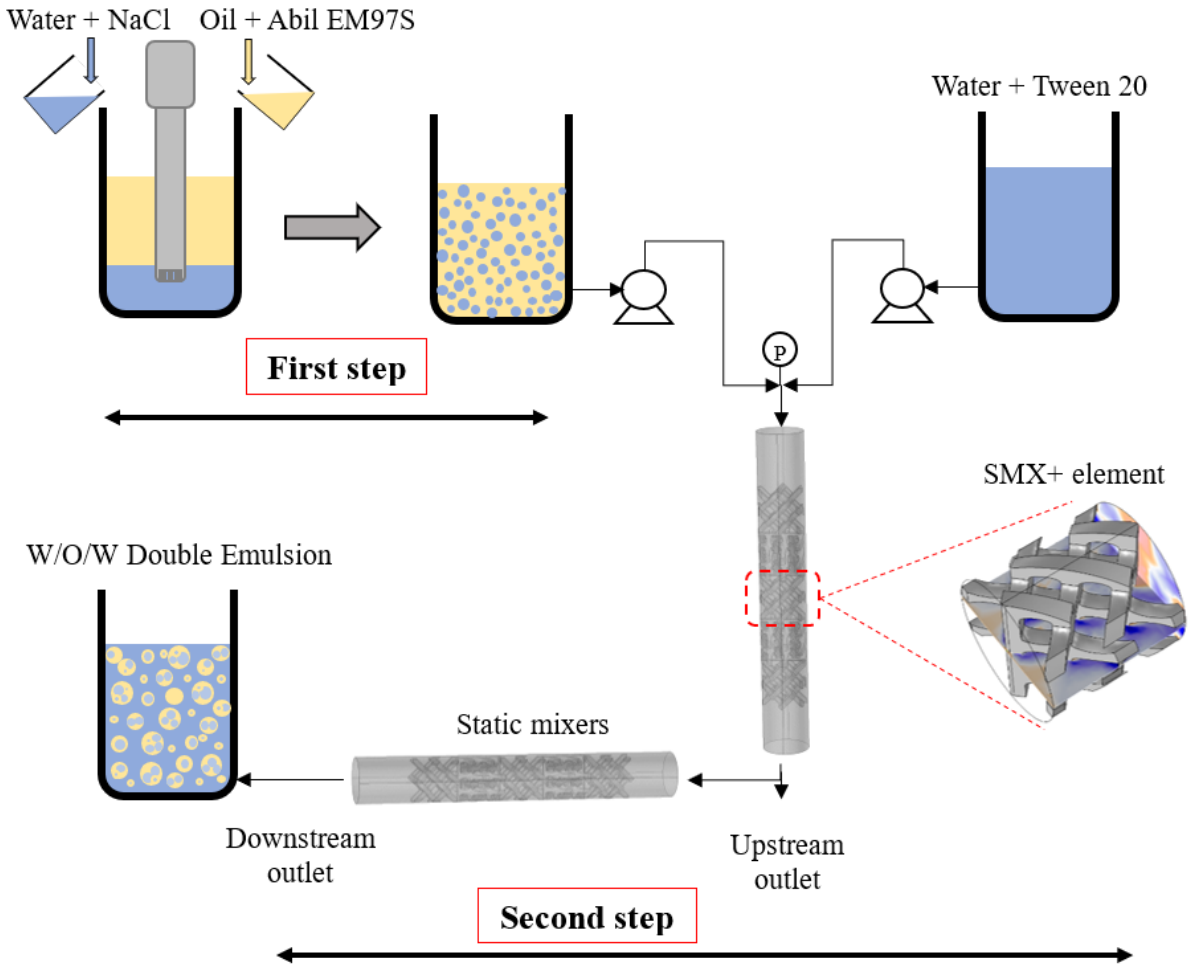 Water + NaCl
Oil + Abil EM97S
Water + Tween 20
First step
P
SMX+ element
W/O/W Double Emulsion
Static mixers
Downstream
outlet
Upstream
outlet
Second step